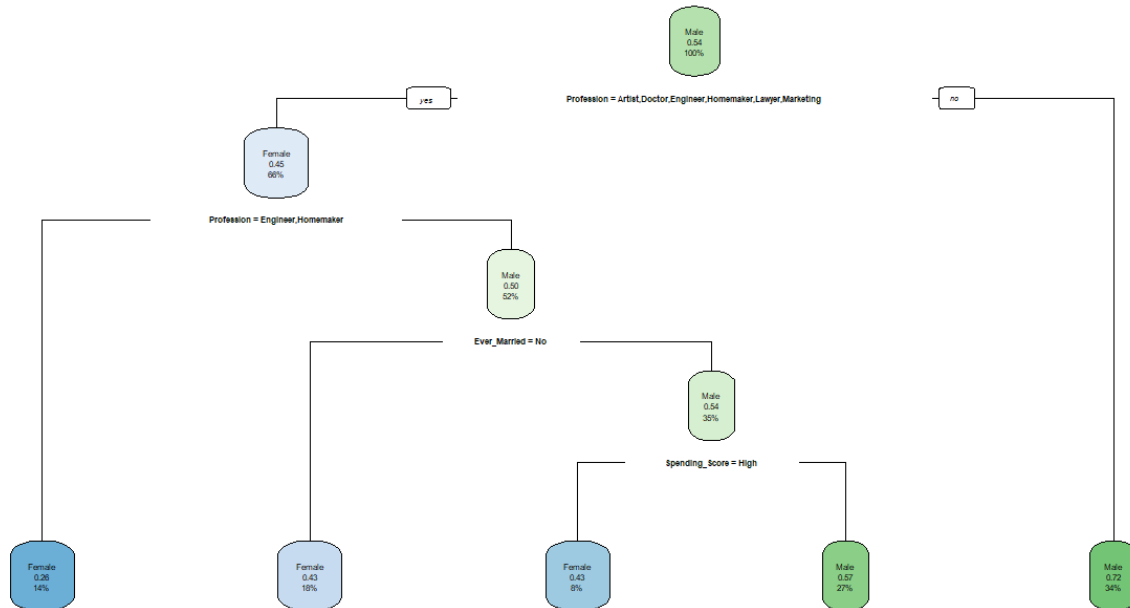 Male
0.54
100%
yes
Profession = Artist,Doctor,Engineer,Homemaker,Lawyer,Marketing
no
Female
0.45
66%
Profession = Engineer,Homemaker
Male
0.50
52%
Ever_Married = No
Male
0.54
35%
Spending_Score = High
Female
0.26
14%
Female
0.43
18%
Female
0.43
8%
Male
0.57
27%
Male
0.72
34%